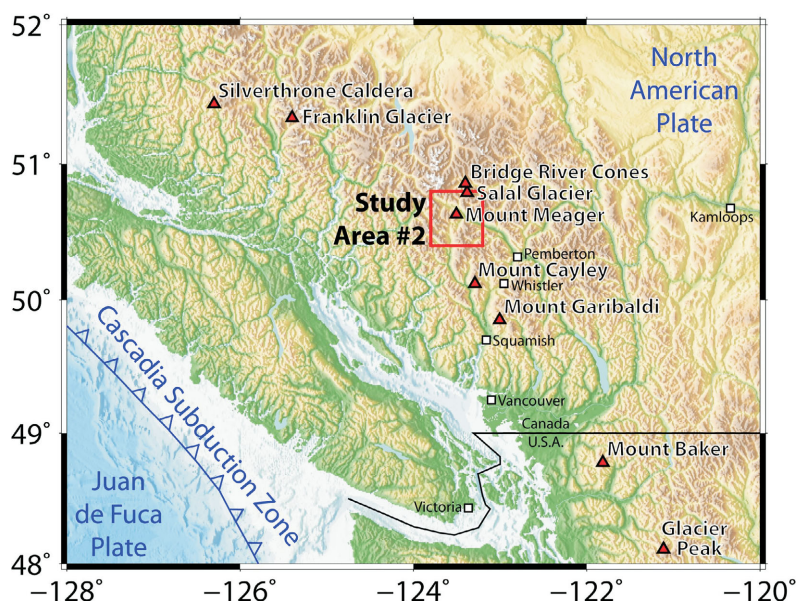 52°
51°
50°
49°
48°
−128°
−126°
−124°
−122°
−120°
Silverthrone Caldera
Franklin Glacier
North
American
Plate
Bridge River Cones
Salal Glacier
Mount Meager
Study
Area #2
Kamloops
Pemberton
Mount Cayley
Whistler
Mount Garibaldi
Squamish
Vancouver
Canada
U.S.A.
Mount Baker
Victoria
Glacier
Peak
Cascadia Subduction Zone
Juan
de Fuca
Plate